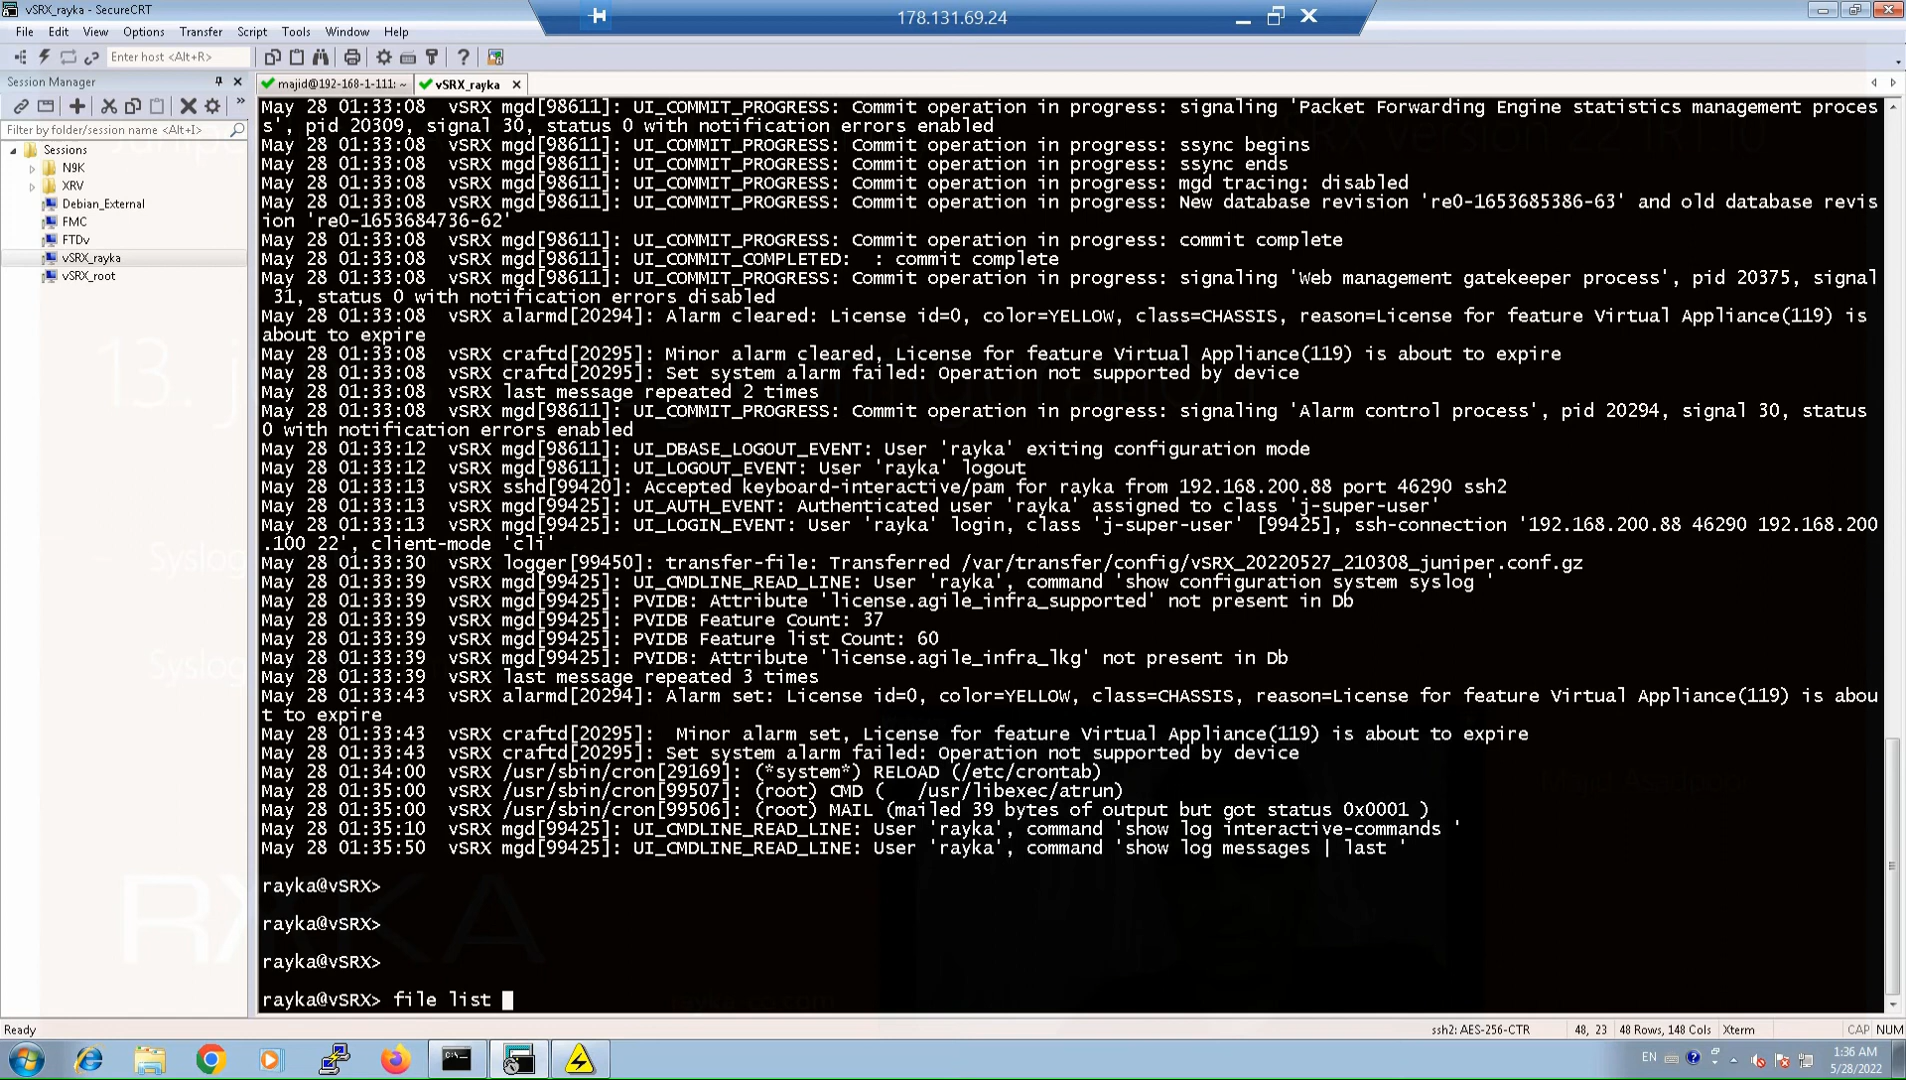 vSRX_rayka - SecureCRT
178.131.69.24
File Edit View Options Transfer Script Tools Window Help
Enter host <Alt+R>
Session Manager
majid@192-168-1-111: ~
vSRX_rayka
Filter by folder/session name <Alt+I>
Sessions
N9K
XRV
Debian_External
FMC
FTDv
vSRX_rayka
vSRX_root
May 28 01:33:08 vSRX mgd[98611]: UI_COMMIT_PROGRESS: Commit operation in progress: signaling 'Packet Forwarding Engine statistics management proces
s', pid 20309, signal 30, status 0 with notification errors enabled
May 28 01:33:08 vSRX mgd[98611]: UI_COMMIT_PROGRESS: Commit operation in progress: ssync begins
May 28 01:33:08 vSRX mgd[98611]: UI_COMMIT_PROGRESS: Commit operation in progress: ssync ends
May 28 01:33:08 vSRX mgd[98611]: UI_COMMIT_PROGRESS: Commit operation in progress: mgd tracing: disabled
May 28 01:33:08 vSRX mgd[98611]: UI_COMMIT_PROGRESS: Commit operation in progress: New database revision 're0-1653685386-63' and old database revis
ion 're0-1653684736-62'
May 28 01:33:08 vSRX mgd[98611]: UI_COMMIT_PROGRESS: Commit operation in progress: commit complete
May 28 01:33:08 vSRX mgd[98611]: UI_COMMIT_COMPLETED:  : commit complete
May 28 01:33:08 vSRX mgd[98611]: UI_COMMIT_PROGRESS: Commit operation in progress: signaling 'Web management gatekeeper process', pid 20375, signal
 31, status 0 with notification errors disabled
May 28 01:33:08 vSRX alarmd[20294]: Alarm cleared: License id=0, color=YELLOW, class=CHASSIS, reason=License for feature Virtual Appliance(119) is
about to expire
May 28 01:33:08 vSRX craftd[20295]: Minor alarm cleared, License for feature Virtual Appliance(119) is about to expire
May 28 01:33:08 vSRX craftd[20295]: Set system alarm failed: Operation not supported by device
May 28 01:33:08 vSRX last message repeated 2 times
May 28 01:33:08 vSRX mgd[98611]: UI_COMMIT_PROGRESS: Commit operation in progress: signaling 'Alarm control process', pid 20294, signal 30, status
0 with notification errors enabled
May 28 01:33:12 vSRX mgd[98611]: UI_DBASE_LOGOUT_EVENT: User 'rayka' exiting configuration mode
May 28 01:33:12 vSRX mgd[98611]: UI_LOGOUT_EVENT: User 'rayka' logout
May 28 01:33:13 vSRX sshd[99420]: Accepted keyboard-interactive/pam for rayka from 192.168.200.88 port 46290 ssh2
May 28 01:33:13 vSRX mgd[99425]: UI_AUTH_EVENT: Authenticated user 'rayka' assigned to class 'j-super-user'
May 28 01:33:13 vSRX mgd[99425]: UI_LOGIN_EVENT: User 'rayka' login, class 'j-super-user' [99425], ssh-connection '192.168.200.88 46290 192.168.200
.100 22', client-mode 'cli'
May 28 01:33:30 vSRX logger[99450]: transfer-file: Transferred /var/transfer/config/vSRX_20220527_210308_juniper.conf.gz
May 28 01:33:39 vSRX mgd[99425]: UI_CMDLINE_READ_LINE: User 'rayka', command 'show configuration system syslog '
May 28 01:33:39 vSRX mgd[99425]: PVIDB: Attribute 'license.agile_infra_supported' not present in Db
May 28 01:33:39 vSRX mgd[99425]: PVIDB Feature Count: 37
May 28 01:33:39 vSRX mgd[99425]: PVIDB Feature list Count: 60
May 28 01:33:39 vSRX mgd[99425]: PVIDB: Attribute 'license.agile_infra_lkg' not present in Db
May 28 01:33:39 vSRX last message repeated 3 times
May 28 01:33:43 vSRX alarmd[20294]: Alarm set: License id=0, color=YELLOW, class=CHASSIS, reason=License for feature Virtual Appliance(119) is abou
t to expire
May 28 01:33:43 vSRX craftd[20295]:  Minor alarm set, License for feature Virtual Appliance(119) is about to expire
May 28 01:33:43 vSRX craftd[20295]: Set system alarm failed: Operation not supported by device
May 28 01:34:00 vSRX /usr/sbin/cron[29169]: (*system*) RELOAD (/etc/crontab)
May 28 01:35:00 vSRX /usr/sbin/cron[99507]: (root) CMD (   /usr/libexec/atrun)
May 28 01:35:00 vSRX /usr/sbin/cron[99506]: (root) MAIL (mailed 39 bytes of output but got status 0x0001 )
May 28 01:35:10 vSRX mgd[99425]: UI_CMDLINE_READ_LINE: User 'rayka', command 'show log interactive-commands '
May 28 01:35:50 vSRX mgd[99425]: UI_CMDLINE_READ_LINE: User 'rayka', command 'show log messages | last '
rayka@vSRX>
rayka@vSRX>
rayka@vSRX>
rayka@vSRX> file list
Ready
ssh2: AES-256-CTR 48, 23 48 Rows, 148 Cols Xterm CAP NUM
EN
1:36 AM
5/28/2022